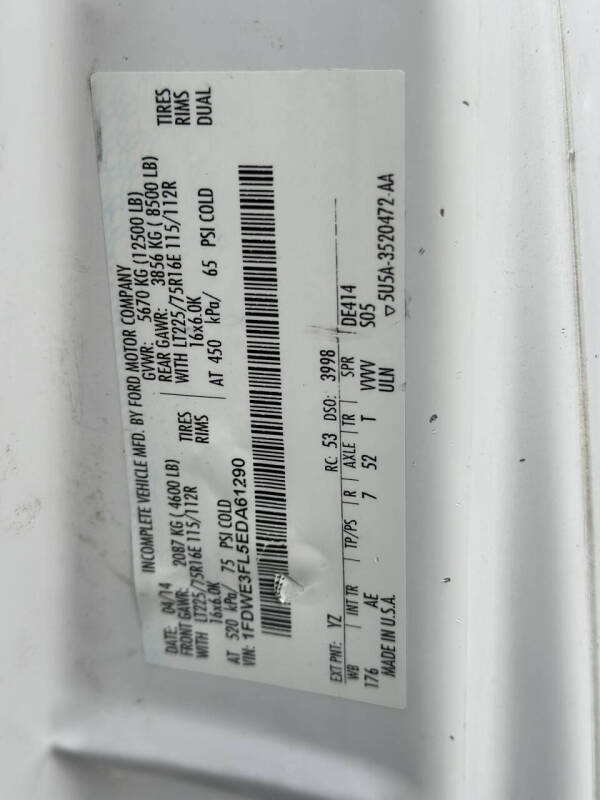 INCOMPLETE VEHICLE MFD. BY FORD MOTOR COMPANY
DATE: 04/14 GVWR: 5670 KG (12500 LB)
FRONT GAWR: 2087 KG ( 4600 LB) REAR GAWR: 3856 KG ( 8500 LB)
WITH LT225/75R16E 115/112R TIRES WITH LT225/75R16E 115/112R TIRES
16x6.0K RIMS 16x6.0K RIMS
AT 520 kPa/ 75 PSI COLD AT 450 kPa/ 65 PSI COLD DUAL
VIN: 1FDWE3FL5EDA61290
EXT PNT: YZ RC: 53 DSO: 3998 DE414
WB INT TR TP/PS R AXLE TR SPR S05
176 AE 7 52 T VVVV
MADE IN U.S.A. ULN ▽5U5A-3520472-AA